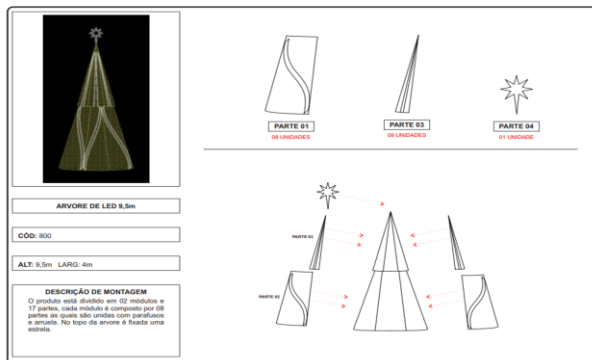 PARTE 01
08 UNIDADES
PARTE 03
08 UNIDADES
PARTE 04
01 UNIDADE
ARVORE DE LED 9,5m
CÓD: 800
ALT: 9,5m LARG: 4m
DESCRIÇÃO DE MONTAGEM
O produto está dividido em 02 módulos e
17 partes, cada módulo é composto por 08
partes as quais são unidas com parafusos
e arruela. No topo da arvore é fixada uma
estrela.
PARTE 03
PARTE 02